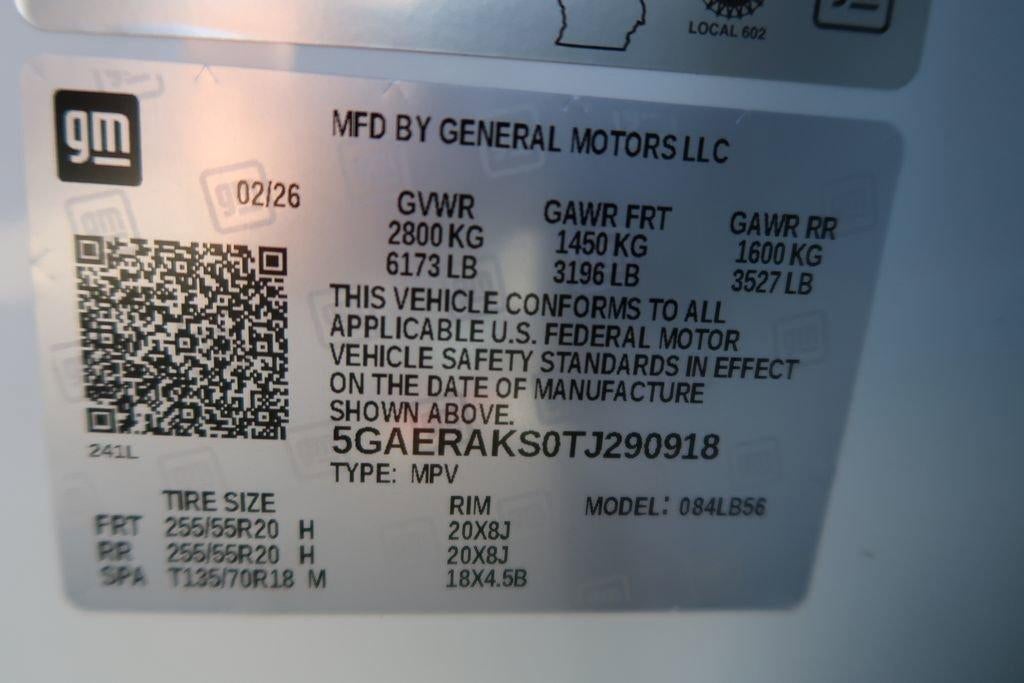 LOCAL 602
gm
MFD BY GENERAL MOTORS LLC
02/26
GVWR GAWR FRT GAWR RR
2800 KG 1450 KG 1600 KG
6173 LB 3196 LB 3527 LB
THIS VEHICLE CONFORMS TO ALL
APPLICABLE U.S. FEDERAL MOTOR
VEHICLE SAFETY STANDARDS IN EFFECT
ON THE DATE OF MANUFACTURE
SHOWN ABOVE.
241L
5GAERAKS0TJ290918
TYPE: MPV
TIRE SIZE RIM MODEL: 084LB56
FRT 255/55R20 H 20X8J
RR 255/55R20 H 20X8J
SPA T135/70R18 M 18X4.5B